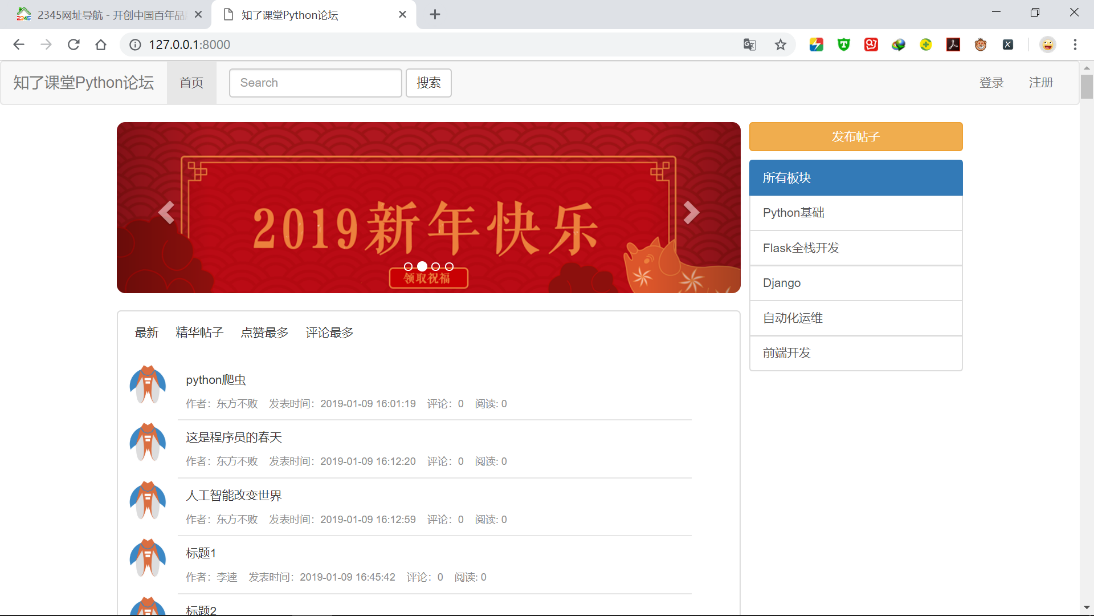 2345网址导航 - 开创中国百年品
知了课堂Python论坛
127.0.0.1:8000
知了课堂Python论坛
首页
Search
搜索
登录
注册
2019新年快乐
领取祝福
发布帖子
所有板块
Python基础
Flask全栈开发
Django
自动化运维
前端开发
最新 精华帖子 点赞最多 评论最多
python爬虫
作者：东方不败 发表时间：2019-01-09 16:01:19 评论：0 阅读: 0
这是程序员的春天
作者：东方不败 发表时间：2019-01-09 16:12:20 评论：0 阅读: 0
人工智能改变世界
作者：东方不败 发表时间：2019-01-09 16:12:59 评论：0 阅读: 0
标题1
作者：李逵 发表时间：2019-01-09 16:45:42 评论：0 阅读: 0
标题2